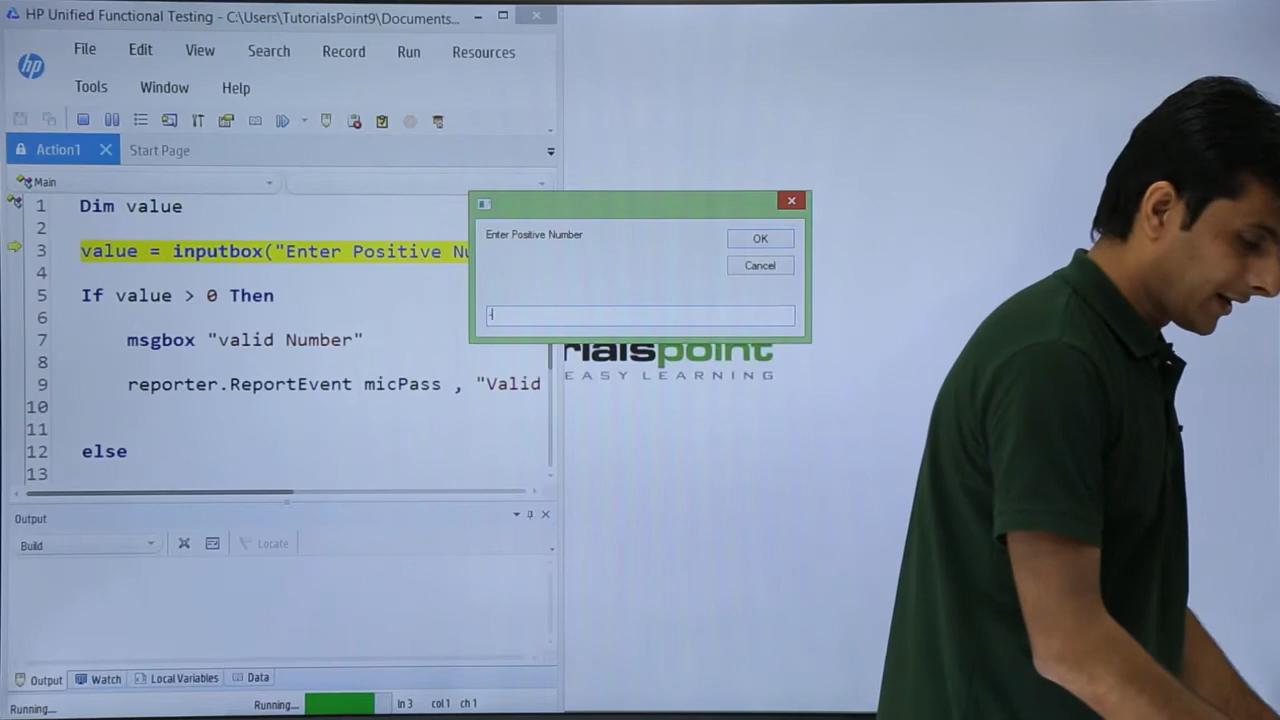 HP Unified Functional Testing - C:\Users\TutorialsPoint9\Documents...
hp
File Edit View Search Record Run Resources
Tools Window Help
Action1 Start Page
Main
1 Dim value
2
3 value = inputbox("Enter Positive Nu
4
5 If value > 0 Then
6
7 msgbox "valid Number"
8
9 reporter.ReportEvent micPass , "Valid
10
11
12 else
13
Enter Positive Number
OK
Cancel
-
rialspoint
EASY LEARNING
Output
Build Locate
Output Watch Local Variables Data
Running... Running... ln 3 col 1 ch 1